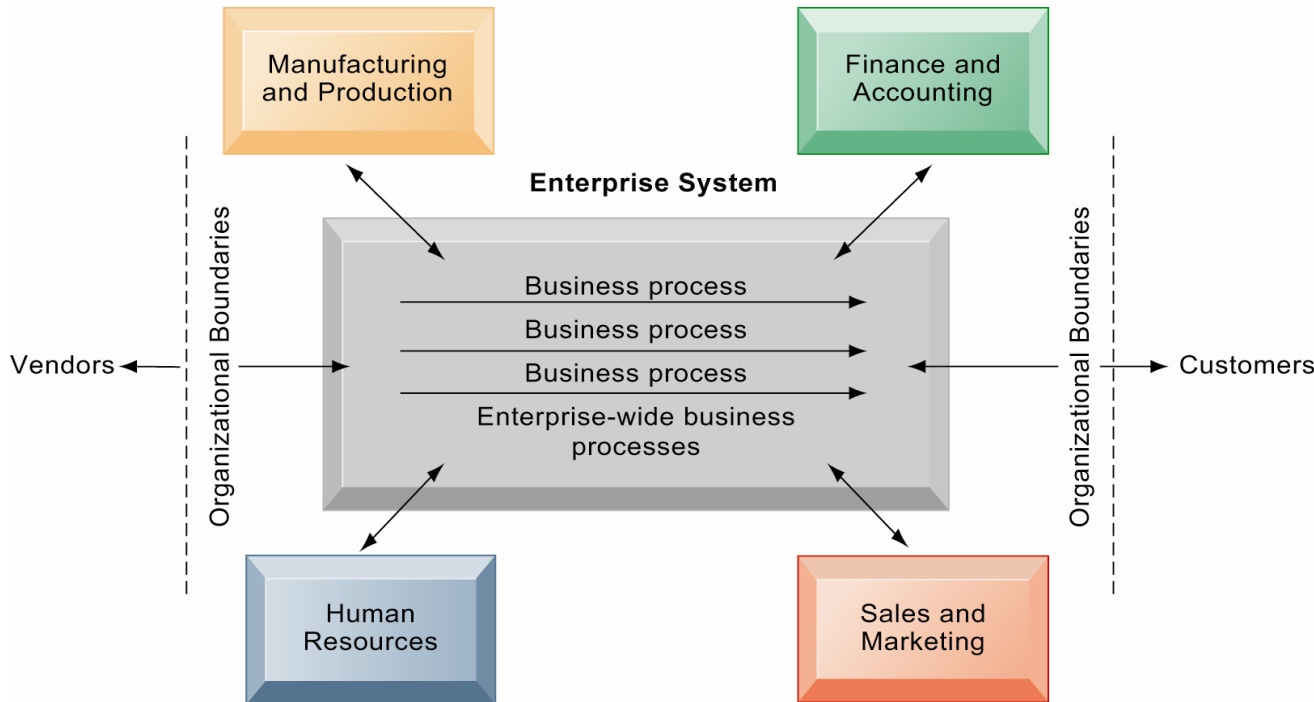 Manufacturing
and Production
Finance and
Accounting
Enterprise System
Organizational Boundaries
Business process
Business process
Business process
Enterprise-wide business
processes
Vendors
Organizational Boundaries
Customers
Human
Resources
Sales and
Marketing